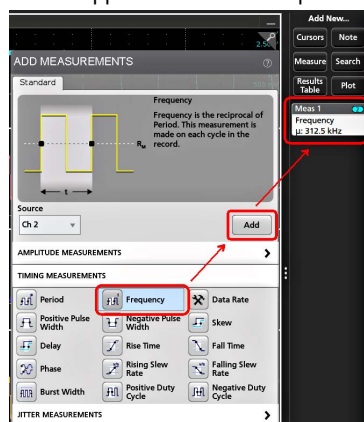 Add New...
Cursors
Note
Measure
Search
Results Table
Plot
Meas 1
Frequency
µ: 312.5 kHz
ADD MEASUREMENTS
Standard
Frequency
Frequency is the reciprocal of
Period. This measurement is
made on each cycle in the
record.
t
Source
Ch 2
Add
AMPLITUDE MEASUREMENTS
TIMING MEASUREMENTS
Period
Frequency
Data Rate
Positive Pulse Width
Negative Pulse Width
Skew
Delay
Rise Time
Fall Time
Phase
Rising Slew Rate
Falling Slew Rate
Burst Width
Positive Duty Cycle
Negative Duty Cycle
JITTER MEASUREMENTS